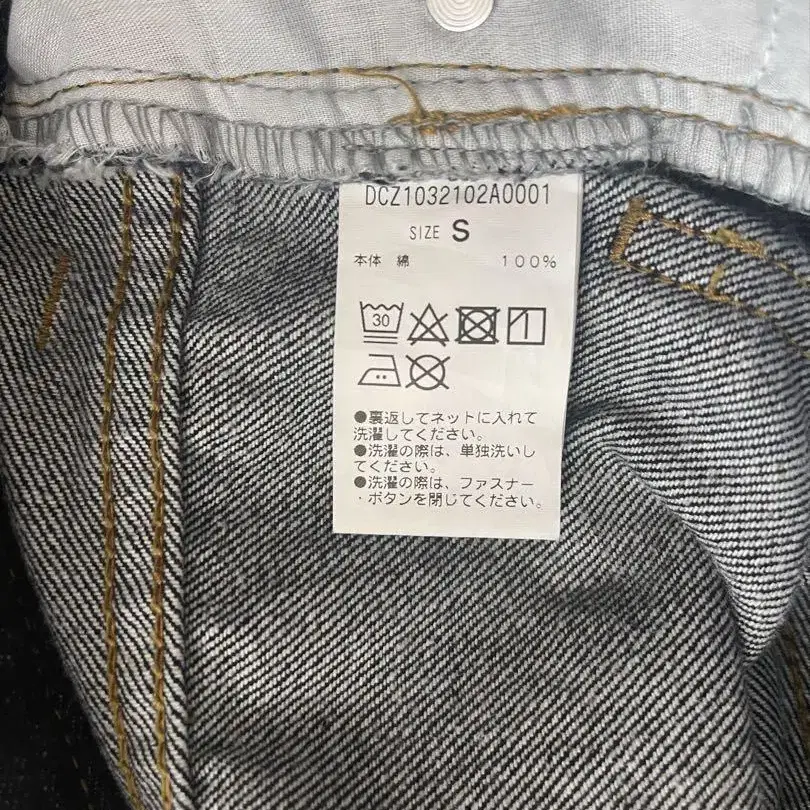 DCZ1032102A0001
SIZE S
本体 綿 100%
30
●裏返してネットに入れて
洗濯してください。
●洗濯の際は、単独洗いし
てください。
●洗濯の際は、ファスナー
・ボタンを閉じてください。